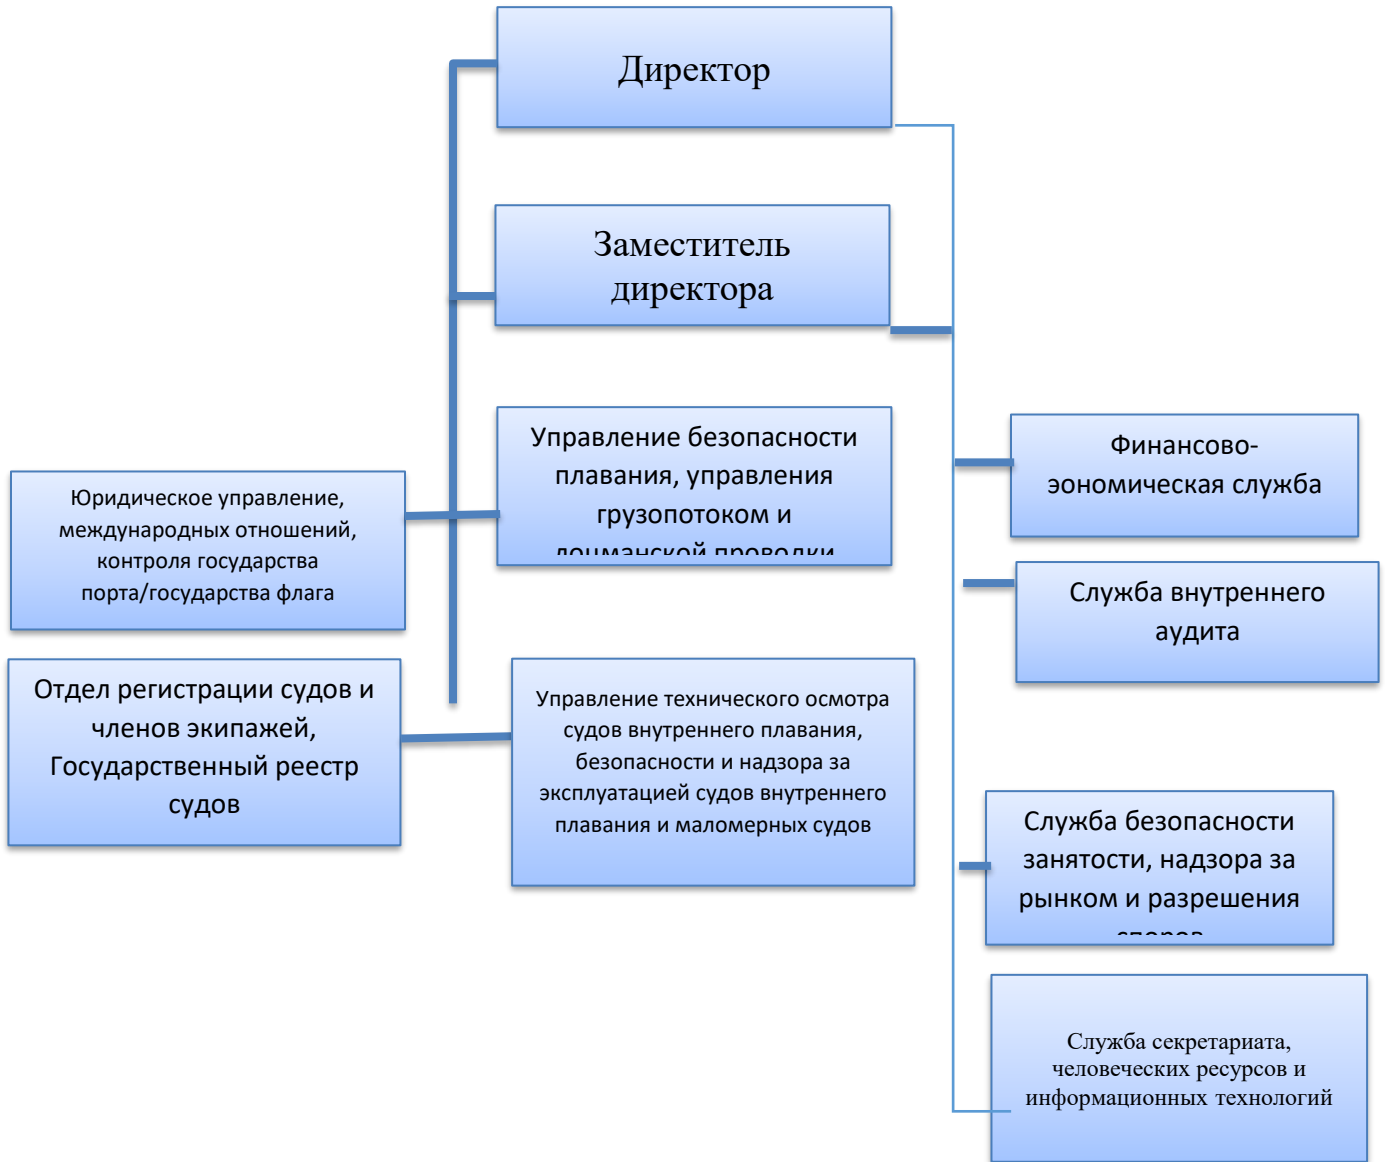 Директор
Заместитель
директора
Управление безопасности
плавания, управления
грузопотоком и
лоцманской проводки
Финансово-
эономическая служба
Юридическое управление,
международных отношений,
контроля государства
порта/государства флага
Служба внутреннего
аудита
Отдел регистрации судов и
членов экипажей,
Государственный реестр
судов
Управление технического осмотра
судов внутреннего плавания,
безопасности и надзора за
эксплуатацией судов внутреннего
плавания и маломерных судов
Служба безопасности
занятости, надзора за
рынком и разрешения
споров
Служба секретариата,
человеческих ресурсов и
информационных технологий